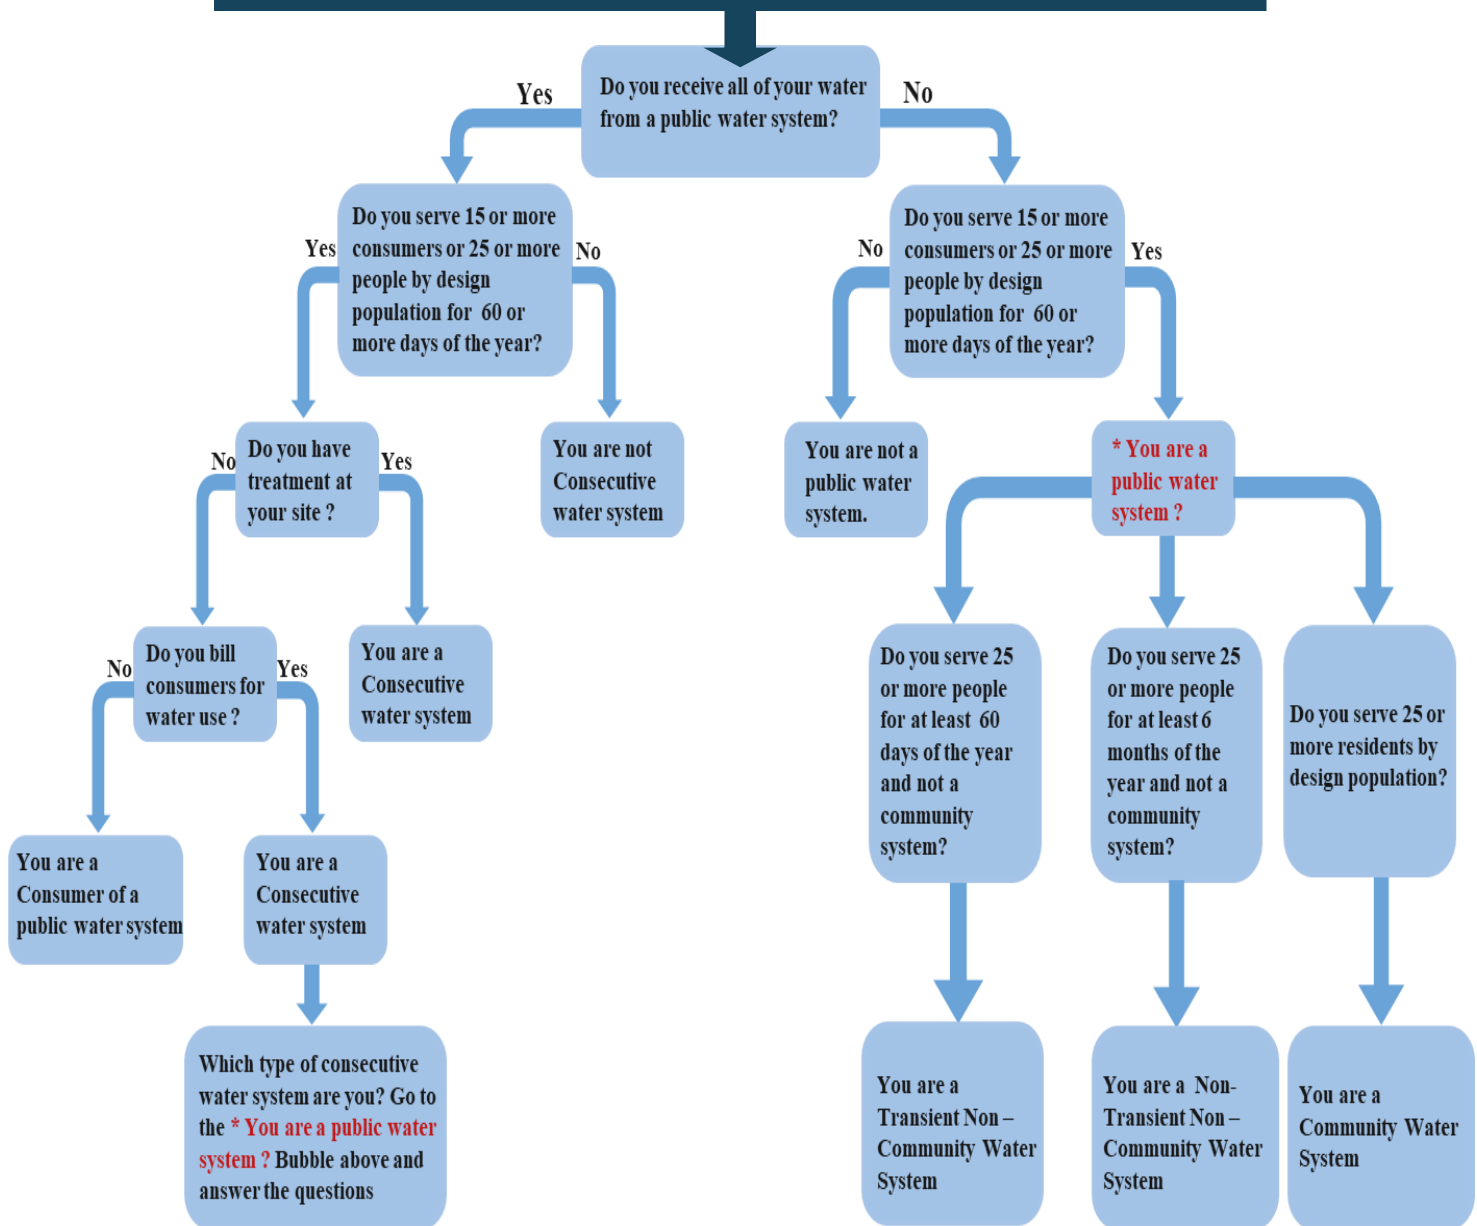 Do you receive all of your water
from a public water system?
Yes
No
Do you serve 15 or more
consumers or 25 or more
people by design
population for 60 or
more days of the year?
Yes
No
Do you serve 15 or more
consumers or 25 or more
people by design
population for 60 or
more days of the year?
No
Yes
Do you have
treatment at
your site ?
No
Yes
You are not
Consecutive
water system
You are not a
public water
system.
* You are a
public water
system ?
Do you bill
consumers for
water use ?
No
Yes
You are a
Consecutive
water system
Do you serve 25
or more people
for at least 60
days of the year
and not a
community
system?
Do you serve 25
or more people
for at least 6
months of the
year and not a
community
system?
Do you serve 25 or
more residents by
design population?
You are a
Consumer of a
public water system
You are a
Consecutive
water system
Which type of consecutive
water system are you? Go to
the * You are a public water
system ? Bubble above and
answer the questions
You are a
Transient Non –
Community Water
System
You are a Non-
Transient Non –
Community Water
System
You are a
Community Water
System